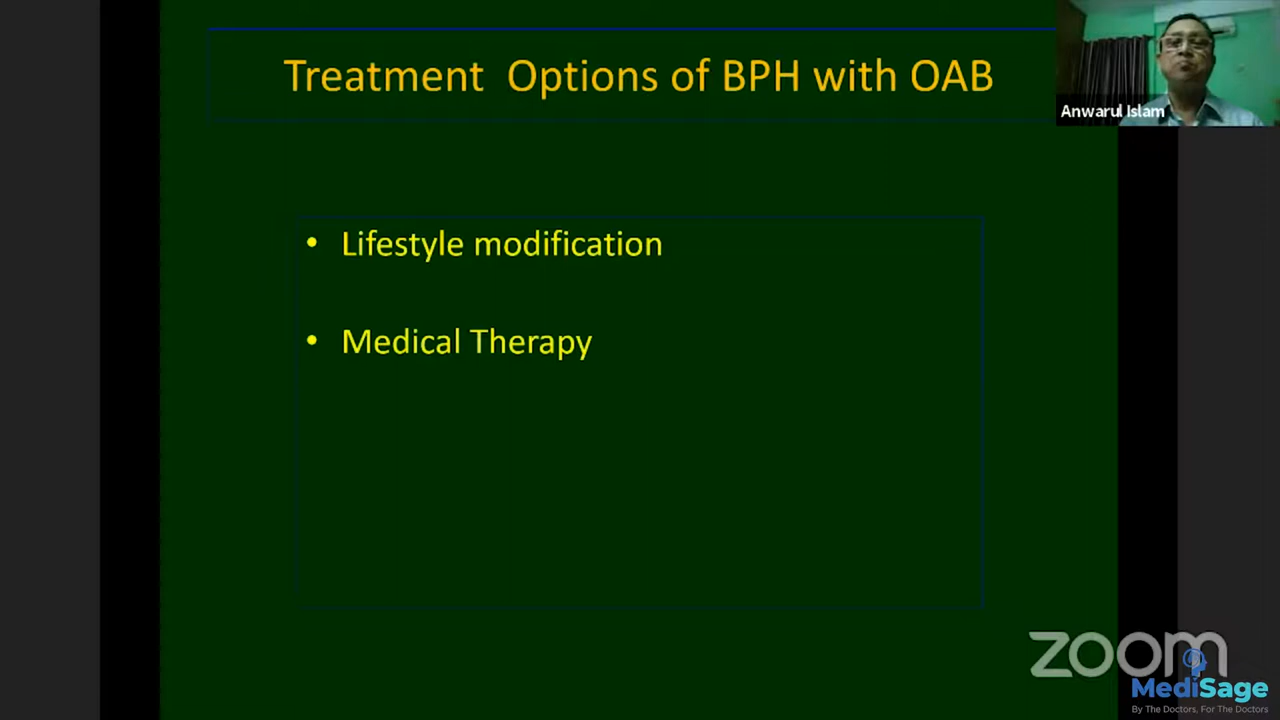 Treatment Options of BPH with OAB
Anwarul Islam
• Lifestyle modification
• Medical Therapy
zoom
MediSage
By The Doctors, For The Doctors